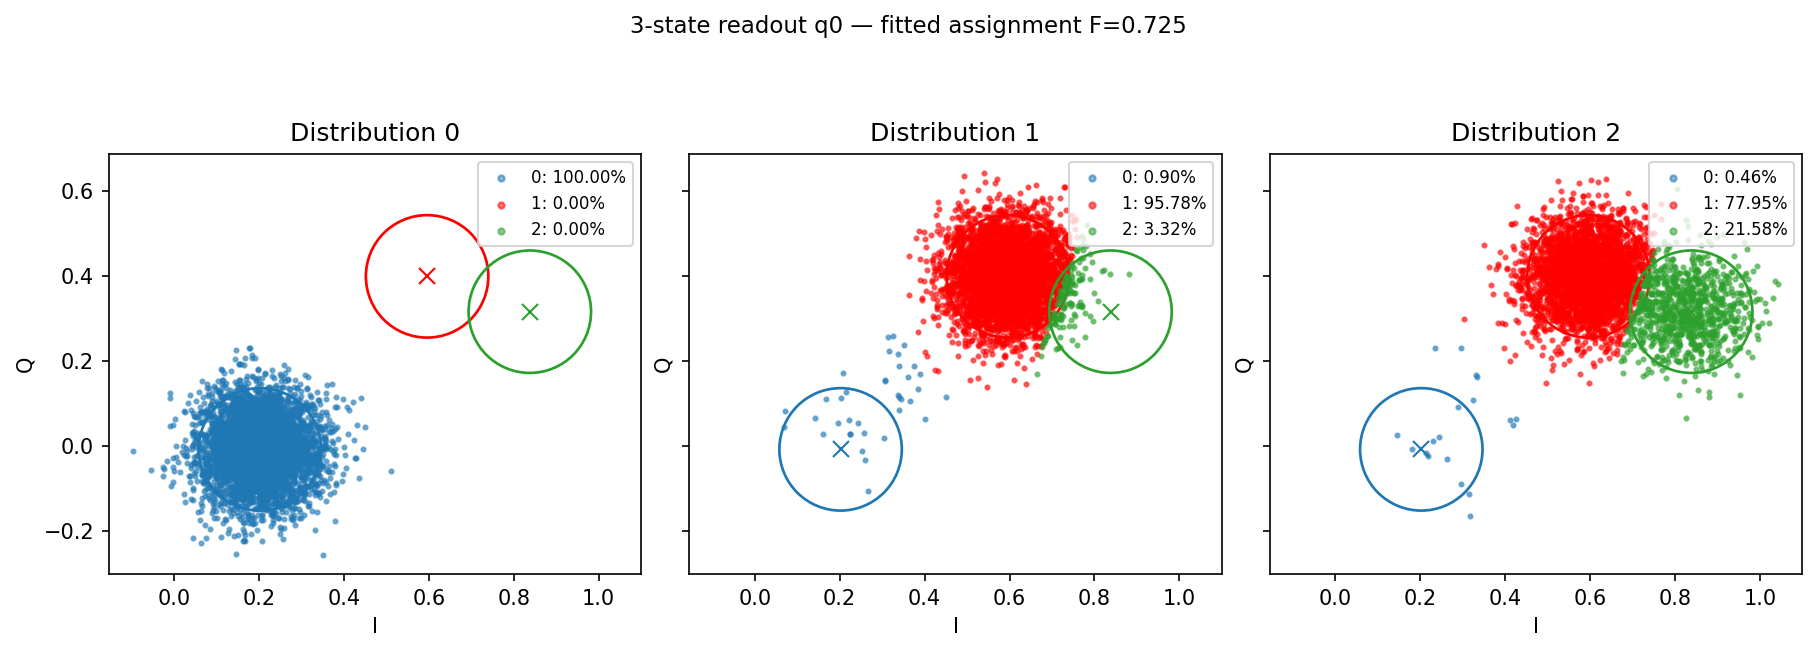 3-state readout q0 — fitted assignment F=0.725
Distribution 0
0: 100.00%
1: 0.00%
2: 0.00%
Q
0.6
0.4
0.2
0.0
−0.2
0.0 0.2 0.4 0.6 0.8 1.0
I
Distribution 1
0: 0.90%
1: 95.78%
2: 3.32%
Q
0.0 0.2 0.4 0.6 0.8 1.0
I
Distribution 2
0: 0.46%
1: 77.95%
2: 21.58%
Q
0.0 0.2 0.4 0.6 0.8 1.0
I